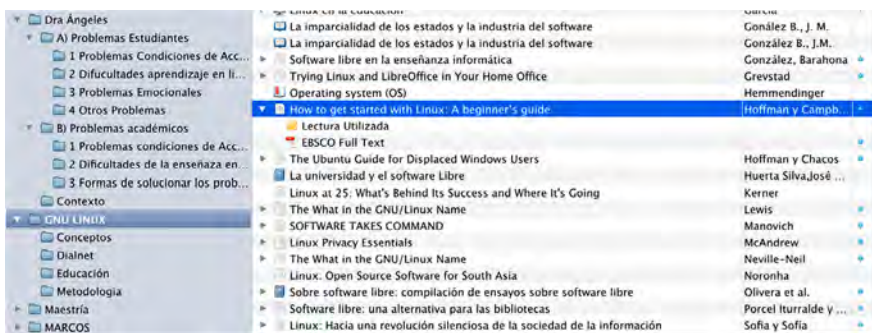 Dra Ángeles
A) Problemas Estudiantes
1 Problemas Condiciones de Acc...
2 Difucultades aprendizaje en li...
3 Problemas Emocionales
4 Otros Problemas
B) Problemas académicos
1 Problemas condiciones de Acc...
2 Dificultades de la enseñaza en...
3 Formas de solucionar los prob...
Contexto
GNU LINUX
Conceptos
Dialnet
Educación
Metodologia
Maestría
MARCOS
Linux en la educación García
La imparcialidad de los estados y la industria del software Gonález B., J. M.
La imparcialidad de los estados y la industria del software González B., J.M.
Software libre en la enseñanza informática González, Barahona
Trying Linux and LibreOffice in Your Home Office Grevstad
Operating system (OS) Hemmendinger
How to get started with Linux: A beginner's guide Hoffman y Campb...
Lectura Utilizada
EBSCO Full Text
The Ubuntu Guide for Displaced Windows Users Hoffman y Chacos
La universidad y el software Libre Huerta Silva,José ...
Linux at 25: What's Behind Its Success and Where It's Going Kerner
The What in the GNU/Linux Name Lewis
SOFTWARE TAKES COMMAND Manovich
Linux Privacy Essentials McAndrew
The What in the GNU/Linux Name Neville-Neil
Linux: Open Source Software for South Asia Noronha
Sobre software libre: compilación de ensayos sobre software libre Olivera et al.
Software libre: una alternativa para las bibliotecas Porcel Iturralde y ...
Linux: Hacia una revolución silenciosa de la sociedad de la información Sofía y Sofía